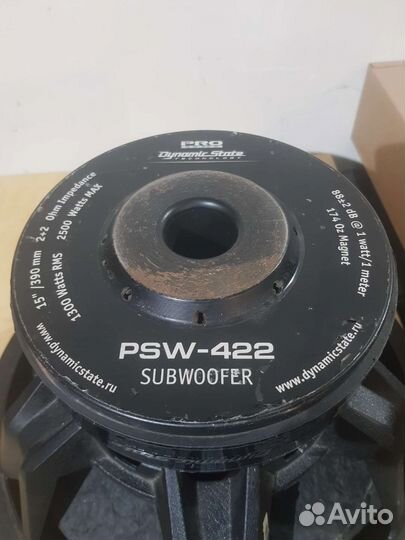 PRO
Dynamic State
TECHNOLOGY
15" /390 mm 2+2 Ohm Impedance
1300 Watts RMS 2500 Watts MAX
88±2 dB @ 1 watt/1 meter
174 Oz Magnet
PSW-422
SUBWOOFER
www.dynamicstate.ru
www.dynamicstate.ru
Avito